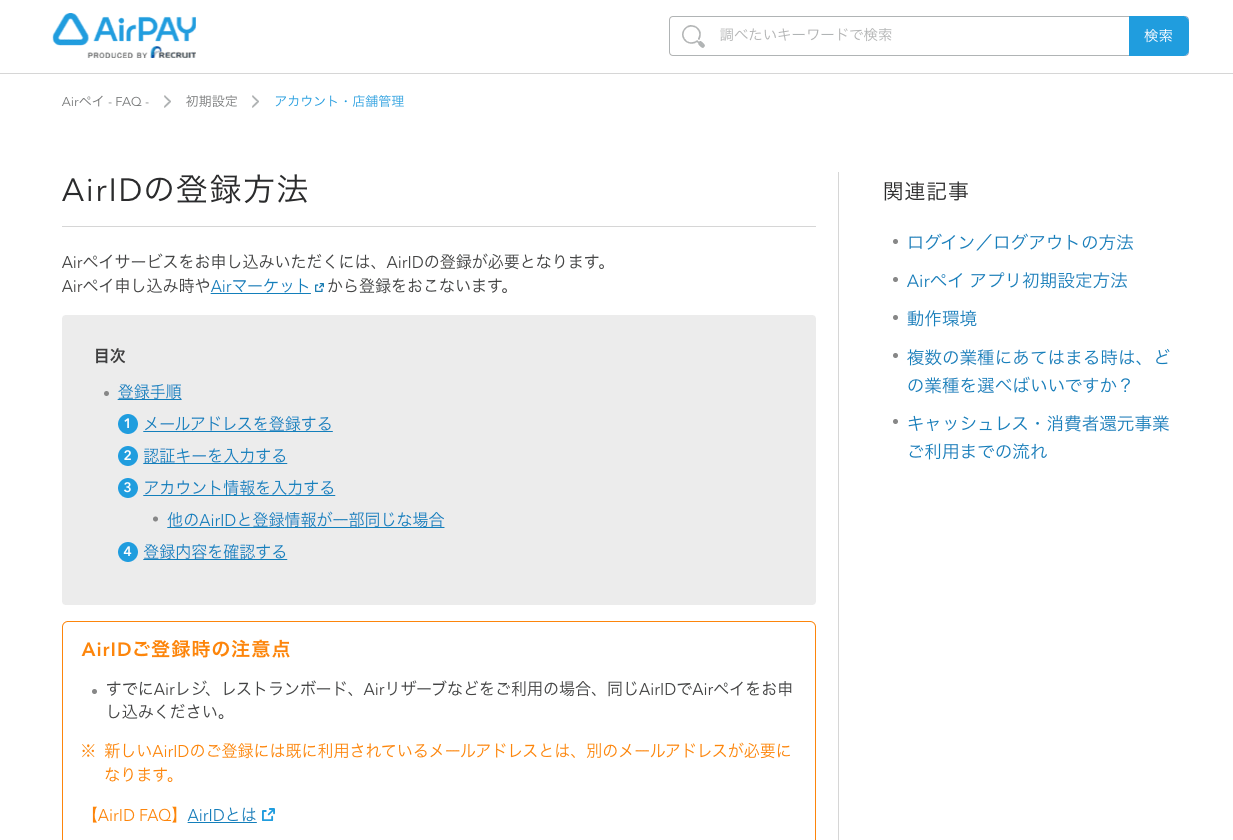 AirPAY
PRODUCED BY RECRUIT
調べたいキーワードで検索
検索
Airペイ - FAQ -
初期設定
アカウント・店舗管理
AirIDの登録方法
Airペイサービスをお申し込みいただくには、AirIDの登録が必要となります。
Airペイ申し込み時やAirマーケットから登録をおこないます。
目次
• 登録手順
1 メールアドレスを登録する
2 認証キーを入力する
3 アカウント情報を入力する
• 他のAirIDと登録情報が一部同じな場合
4 登録内容を確認する
AirIDご登録時の注意点
• すでにAirレジ、レストランボード、Airリザーブなどをご利用の場合、同じAirIDでAirペイをお申
し込みください。
※ 新しいAirIDのご登録には既に利用されているメールアドレスとは、別のメールアドレスが必要に
なります。
【AirID FAQ】AirIDとは
関連記事
• ログイン／ログアウトの方法
• Airペイ アプリ初期設定方法
• 動作環境
• 複数の業種にあてはまる時は、ど
の業種を選べばいいですか？
• キャッシュレス・消費者還元事業
ご利用までの流れ